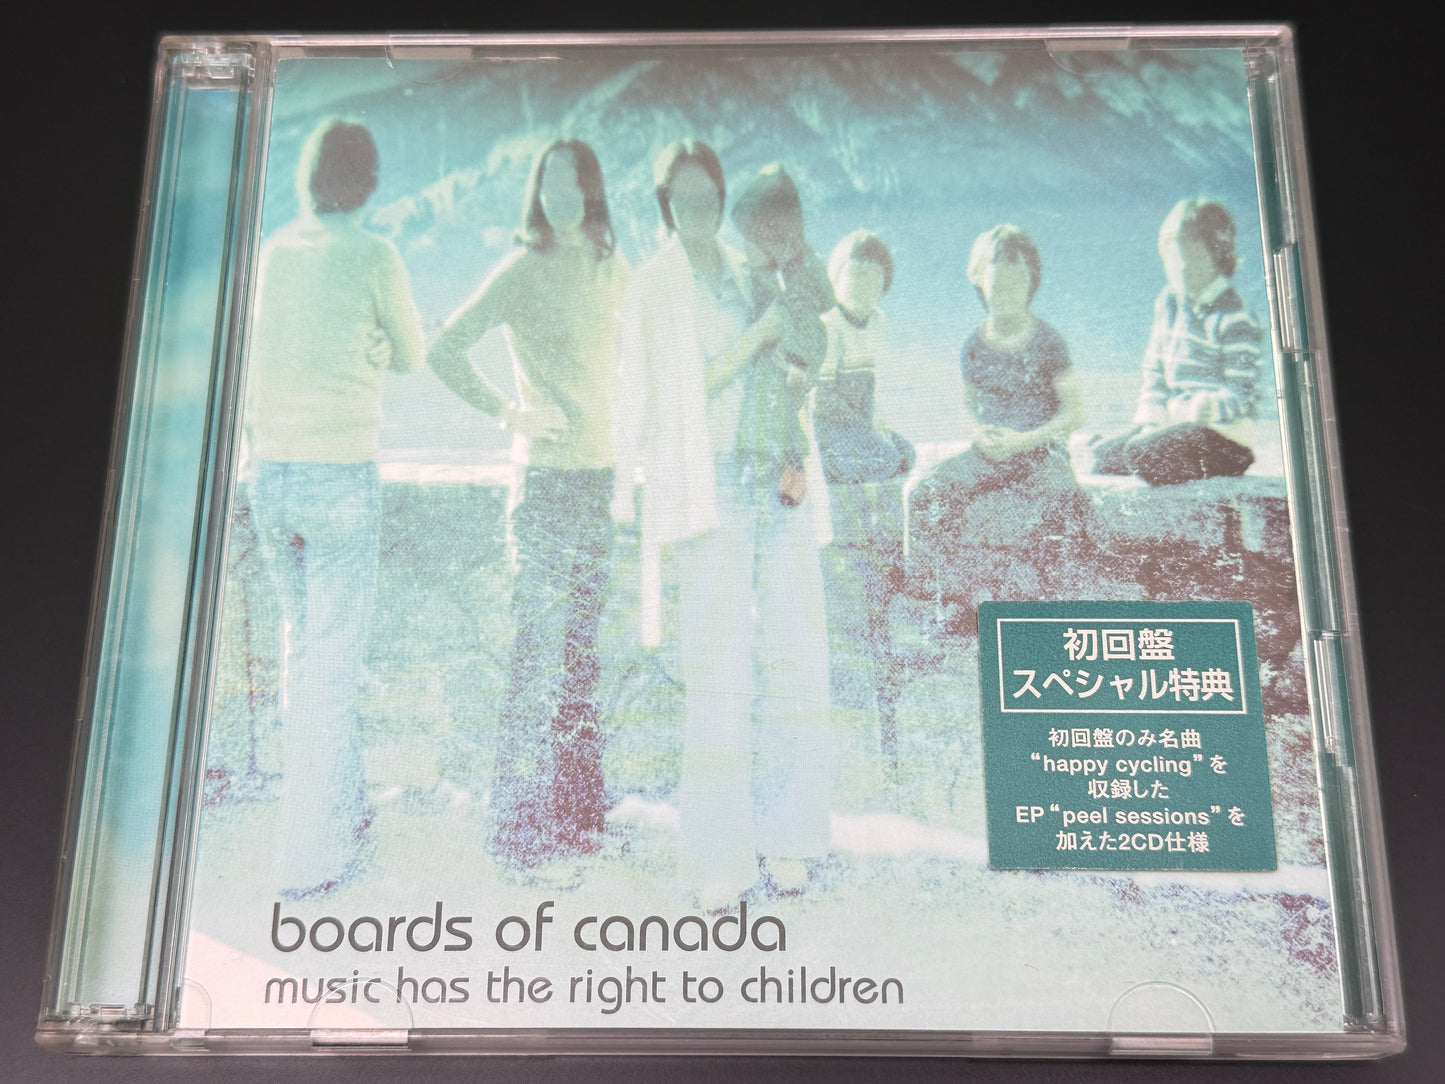 初回盤
スペシャル特典
初回盤のみ名曲
“happy cycling”を
収録した
EP“peel sessions”を
加えた2CD仕様
boards of canada
music has the right to children